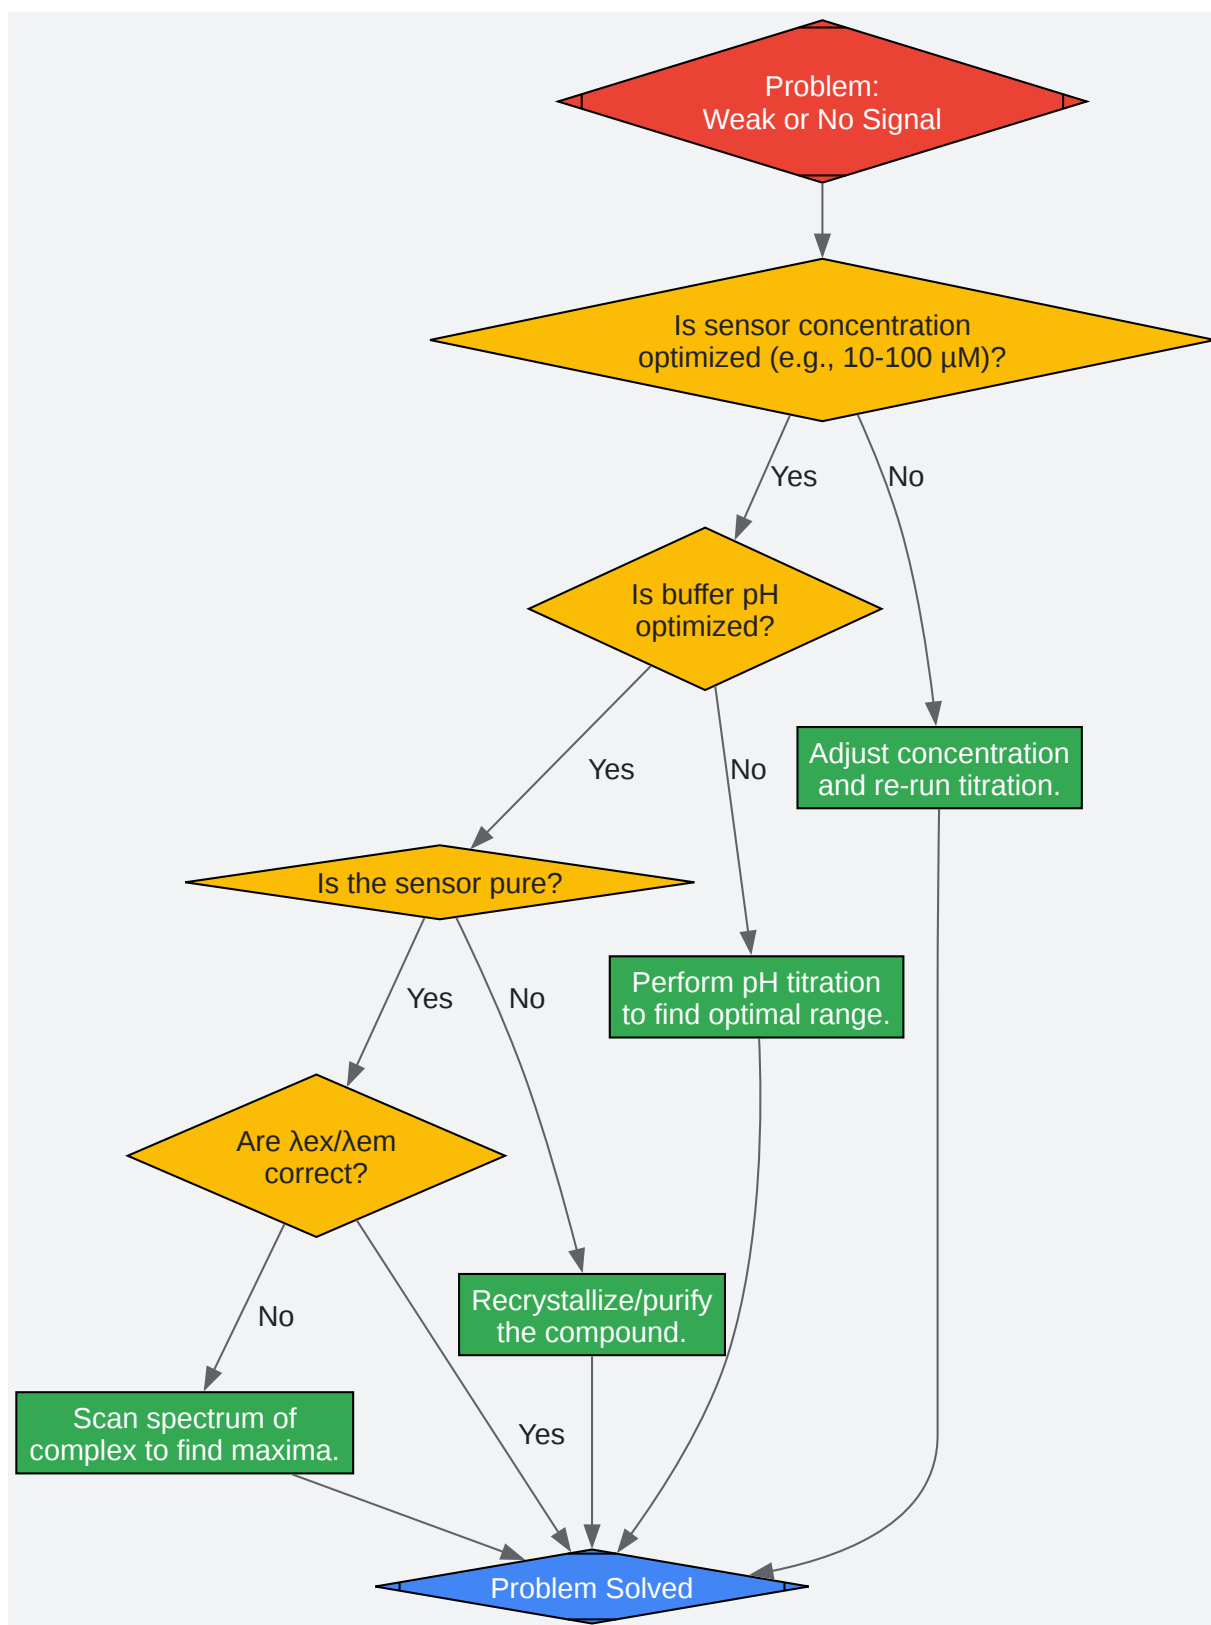 Problem:
Weak or No Signal
Is sensor concentration
optimized (e.g., 10-100 µM)?
Yes
No
Is buffer pH
optimized?
Adjust concentration
and re-run titration.
Yes
No
Is the sensor pure?
Perform pH titration
to find optimal range.
Yes
No
Are λex/λem
correct?
Recrystallize/purify
the compound.
No
Scan spectrum of
complex to find maxima.
Yes
Problem Solved